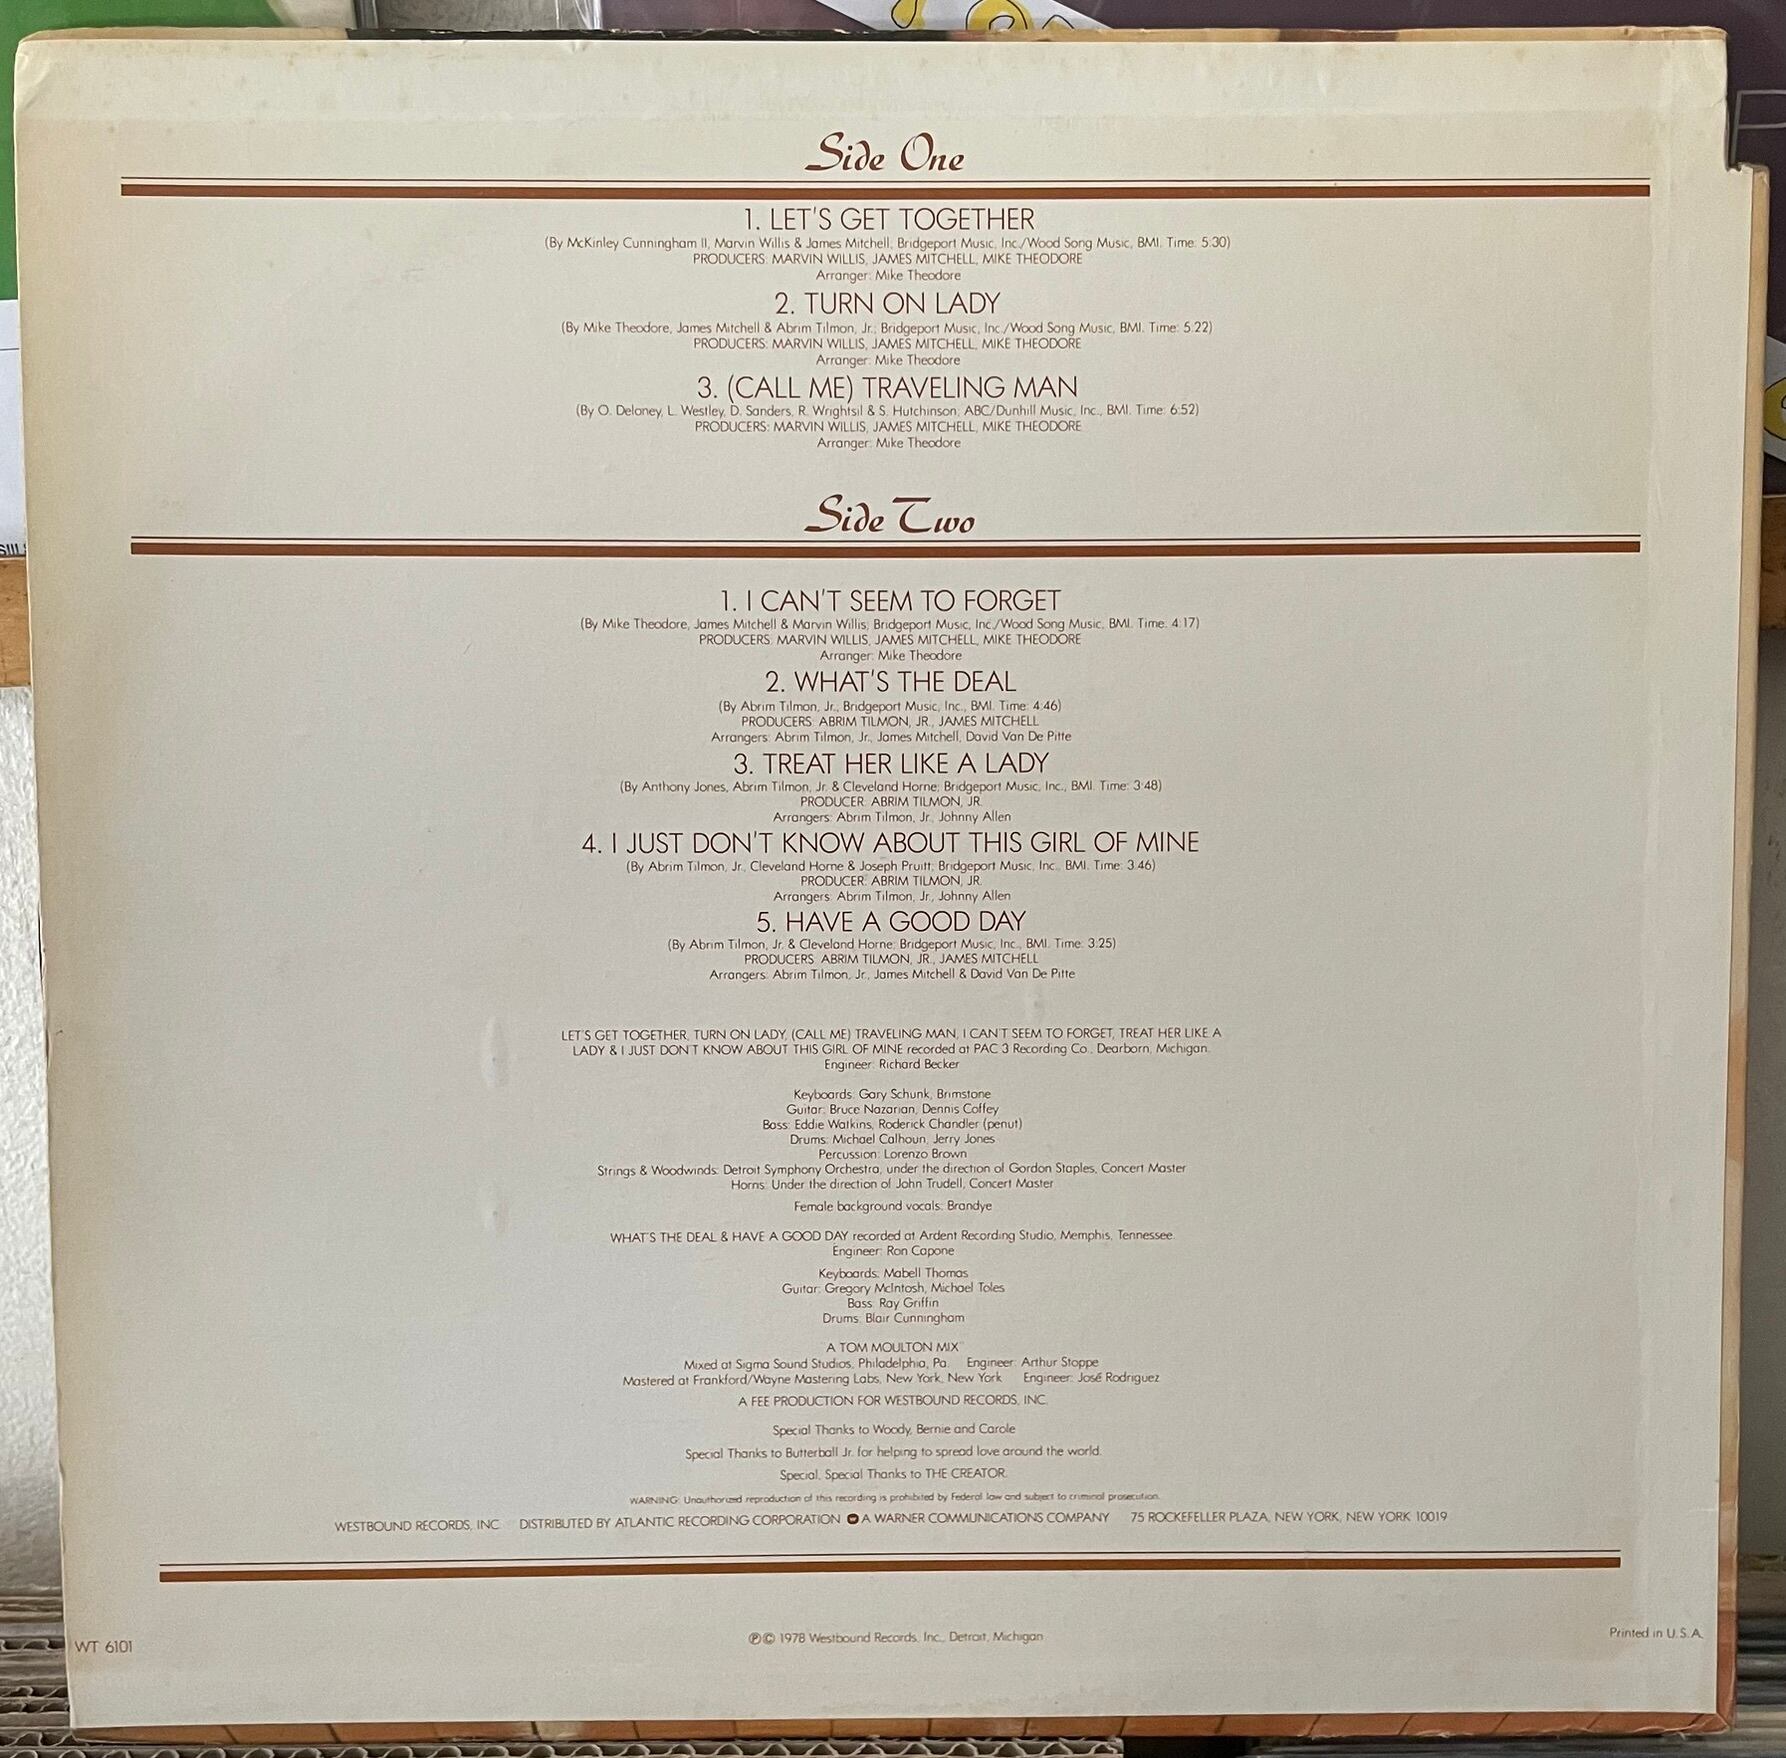 Side One
1. LET'S GET TOGETHER
(By McKinley Cunningham II, Marvin Willis & James Mitchell; Bridgeport Music, Inc./Wood Song Music, BMI. Time: 5:30)
PRODUCERS: MARVIN WILLIS, JAMES MITCHELL, MIKE THEODORE
Arranger: Mike Theodore
2. TURN ON LADY
(By Mike Theodore, James Mitchell & Abrim Tilmon, Jr.; Bridgeport Music, Inc./Wood Song Music, BMI. Time: 5:22)
PRODUCERS: MARVIN WILLIS, JAMES MITCHELL, MIKE THEODORE
Arranger: Mike Theodore
3. (CALL ME) TRAVELING MAN
(By O. Delaney, L. Westley, D. Sanders, R. Wrightsil & S. Hutchinson; ABC/Dunhill Music, Inc., BMI. Time: 6:52)
PRODUCERS: MARVIN WILLIS, JAMES MITCHELL, MIKE THEODORE
Arranger: Mike Theodore
Side Two
1. I CAN'T SEEM TO FORGET
(By Mike Theodore, James Mitchell & Marvin Willis; Bridgeport Music, Inc./Wood Song Music, BMI. Time: 4:17)
PRODUCERS: MARVIN WILLIS, JAMES MITCHELL, MIKE THEODORE
Arranger: Mike Theodore
2. WHAT'S THE DEAL
(By Abrim Tilmon, Jr., Bridgeport Music, Inc., BMI. Time: 4:46)
PRODUCERS: ABRIM TILMON, JR., JAMES MITCHELL
Arrangers: Abrim Tilmon, Jr., James Mitchell, David Van De Pitte
3. TREAT HER LIKE A LADY
(By Anthony Jones, Abrim Tilmon, Jr. & Cleveland Horne; Bridgeport Music, Inc., BMI. Time: 3:48)
PRODUCER: ABRIM TILMON, JR.
Arrangers: Abrim Tilmon, Jr., Johnny Allen
4. I JUST DON'T KNOW ABOUT THIS GIRL OF MINE
(By Abrim Tilmon, Jr., Cleveland Horne & Joseph Pruitt; Bridgeport Music, Inc., BMI. Time: 3:46)
PRODUCER: ABRIM TILMON, JR.
Arrangers: Abrim Tilmon, Jr., Johnny Allen
5. HAVE A GOOD DAY
(By Abrim Tilmon, Jr. & Cleveland Horne; Bridgeport Music, Inc., BMI. Time: 3:25)
PRODUCERS: ABRIM TILMON, JR., JAMES MITCHELL
Arrangers: Abrim Tilmon, Jr., James Mitchell & David Van De Pitte
LET'S GET TOGETHER, TURN ON LADY, (CALL ME) TRAVELING MAN, I CAN'T SEEM TO FORGET, TREAT HER LIKE A
LADY & I JUST DON'T KNOW ABOUT THIS GIRL OF MINE recorded at PAC 3 Recording Co., Dearborn, Michigan.
Engineer: Richard Becker
Keyboards: Gary Schunk, Brimstone
Guitar: Bruce Nazarian, Dennis Coffey
Bass: Eddie Watkins, Roderick Chandler (penut)
Drums: Michael Calhoun, Jerry Jones
Percussion: Lorenzo Brown
Strings & Woodwinds: Detroit Symphony Orchestra, under the direction of Gordon Staples, Concert Master
Horns: Under the direction of John Trudell, Concert Master
Female background vocals: Brandye
WHAT'S THE DEAL & HAVE A GOOD DAY recorded at Ardent Recording Studio, Memphis, Tennessee.
Engineer: Ron Capone
Keyboards: Mabell Thomas
Guitar: Gregory McIntosh, Michael Toles
Bass: Ray Griffin
Drums: Blair Cunningham
A TOM MOULTON MIX
Mixed at Sigma Sound Studios, Philadelphia, Pa. Engineer: Arthur Stoppe
Mastered at Frankford/Wayne Mastering Labs, New York, New York Engineer: José Rodriguez
A FEE PRODUCTION FOR WESTBOUND RECORDS, INC.
Special Thanks to Woody, Bernie and Carole
Special Thanks to Butterball Jr. for helping to spread love around the world.
Special, Special Thanks to THE CREATOR.
WARNING: Unauthorized reproduction of this recording is prohibited by Federal law and subject to criminal prosecution.
WESTBOUND RECORDS, INC. DISTRIBUTED BY ATLANTIC RECORDING CORPORATION A WARNER COMMUNICATIONS COMPANY 75 ROCKEFELLER PLAZA, NEW YORK, NEW YORK 10019
WT 6101
℗© 1978 Westbound Records, Inc., Detroit, Michigan
Printed in U.S.A.